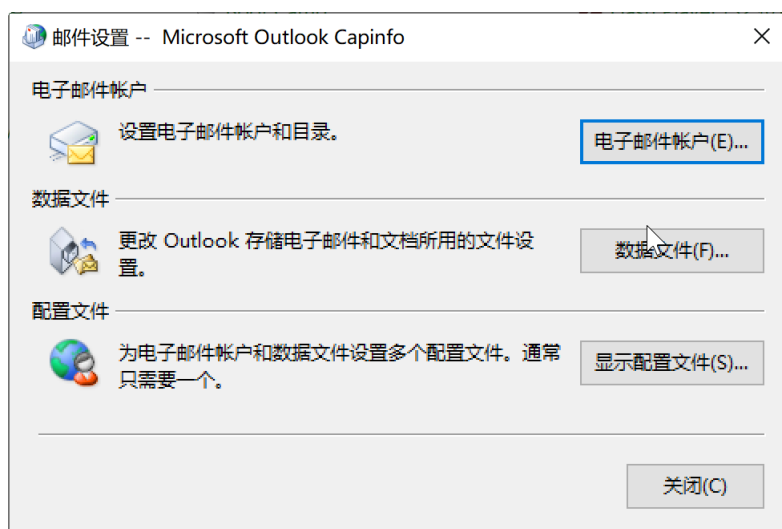 邮件设置 -- Microsoft Outlook Capinfo
电子邮件帐户
设置电子邮件帐户和目录。
电子邮件帐户(E)...
数据文件
更改 Outlook 存储电子邮件和文档所用的文件设
置。
数据文件(F)...
配置文件
为电子邮件帐户和数据文件设置多个配置文件。通常
只需要一个。
显示配置文件(S)...
关闭(C)